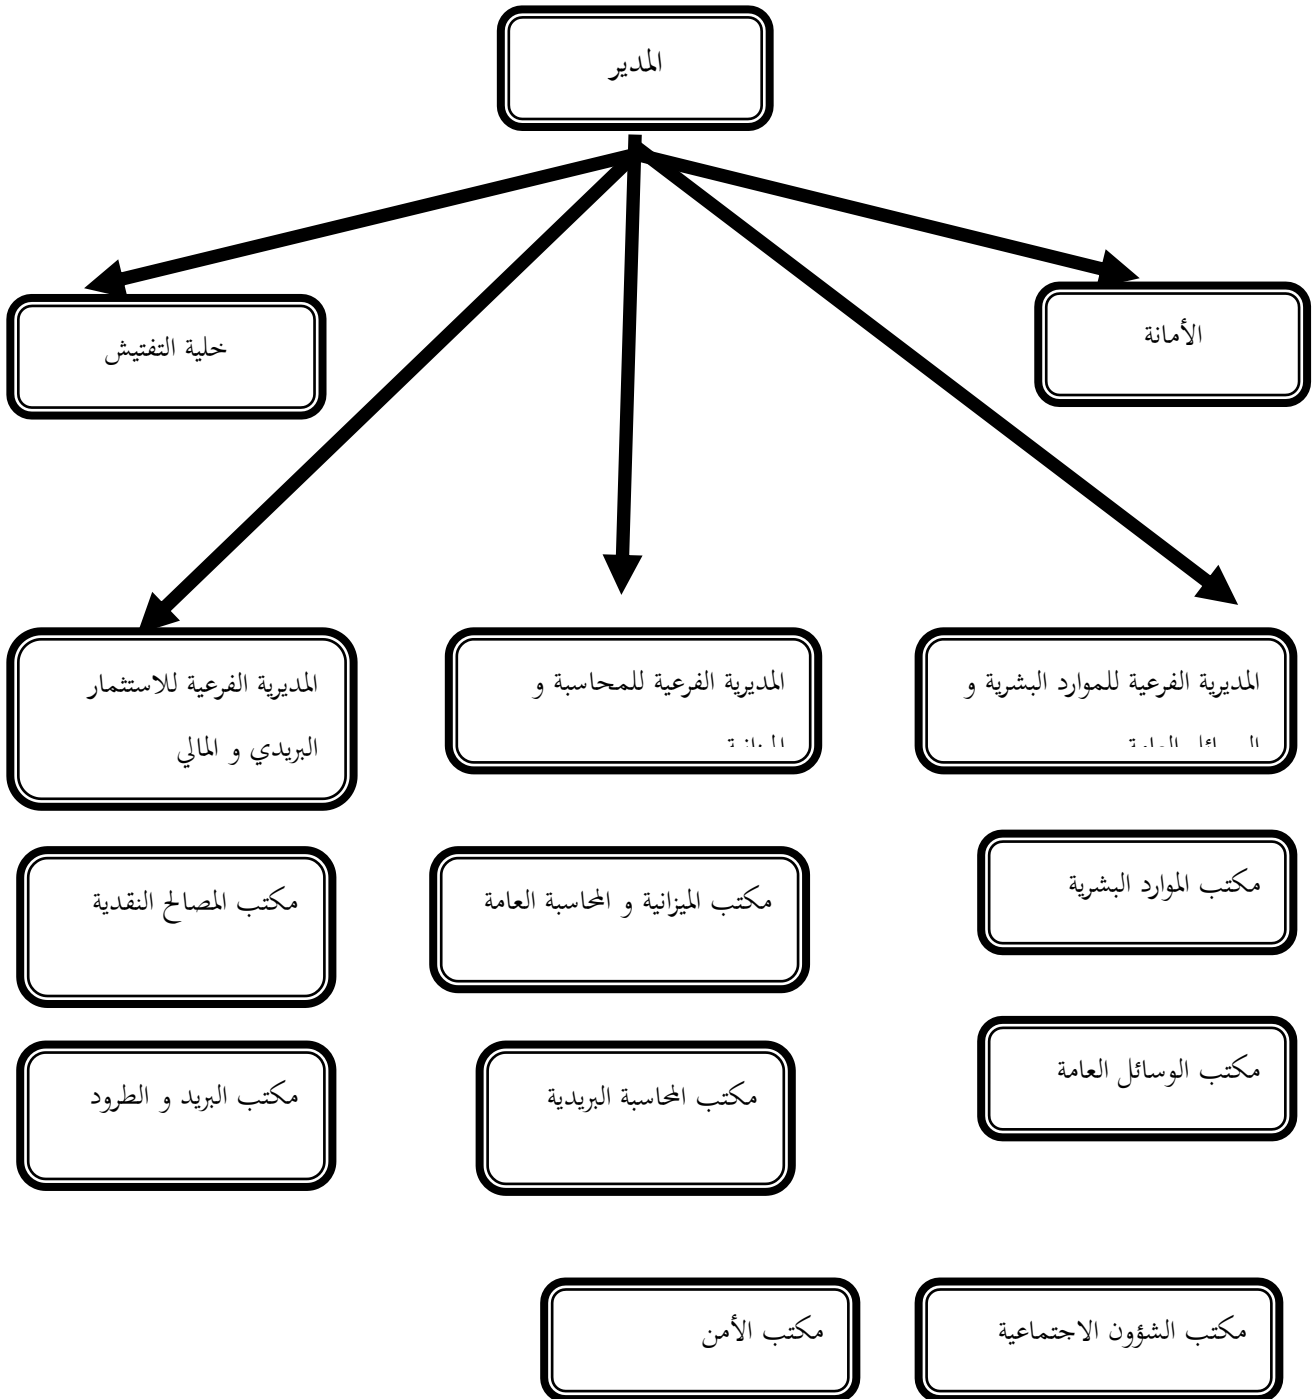 المدير
الأمانة
خلية التفتيش
المديرية الفرعية للموارد البشرية و
المديرية الفرعية للمحاسبة و
المديرية الفرعية للاستثمار
البريدي و المالي
مكتب الموارد البشرية
مكتب الميزانية و المحاسبة العامة
مكتب المصالح النقدية
مكتب الوسائل العامة
مكتب المحاسبة البريدية
مكتب البريد و الطرود
مكتب الشؤون الاجتماعية
مكتب الأمن